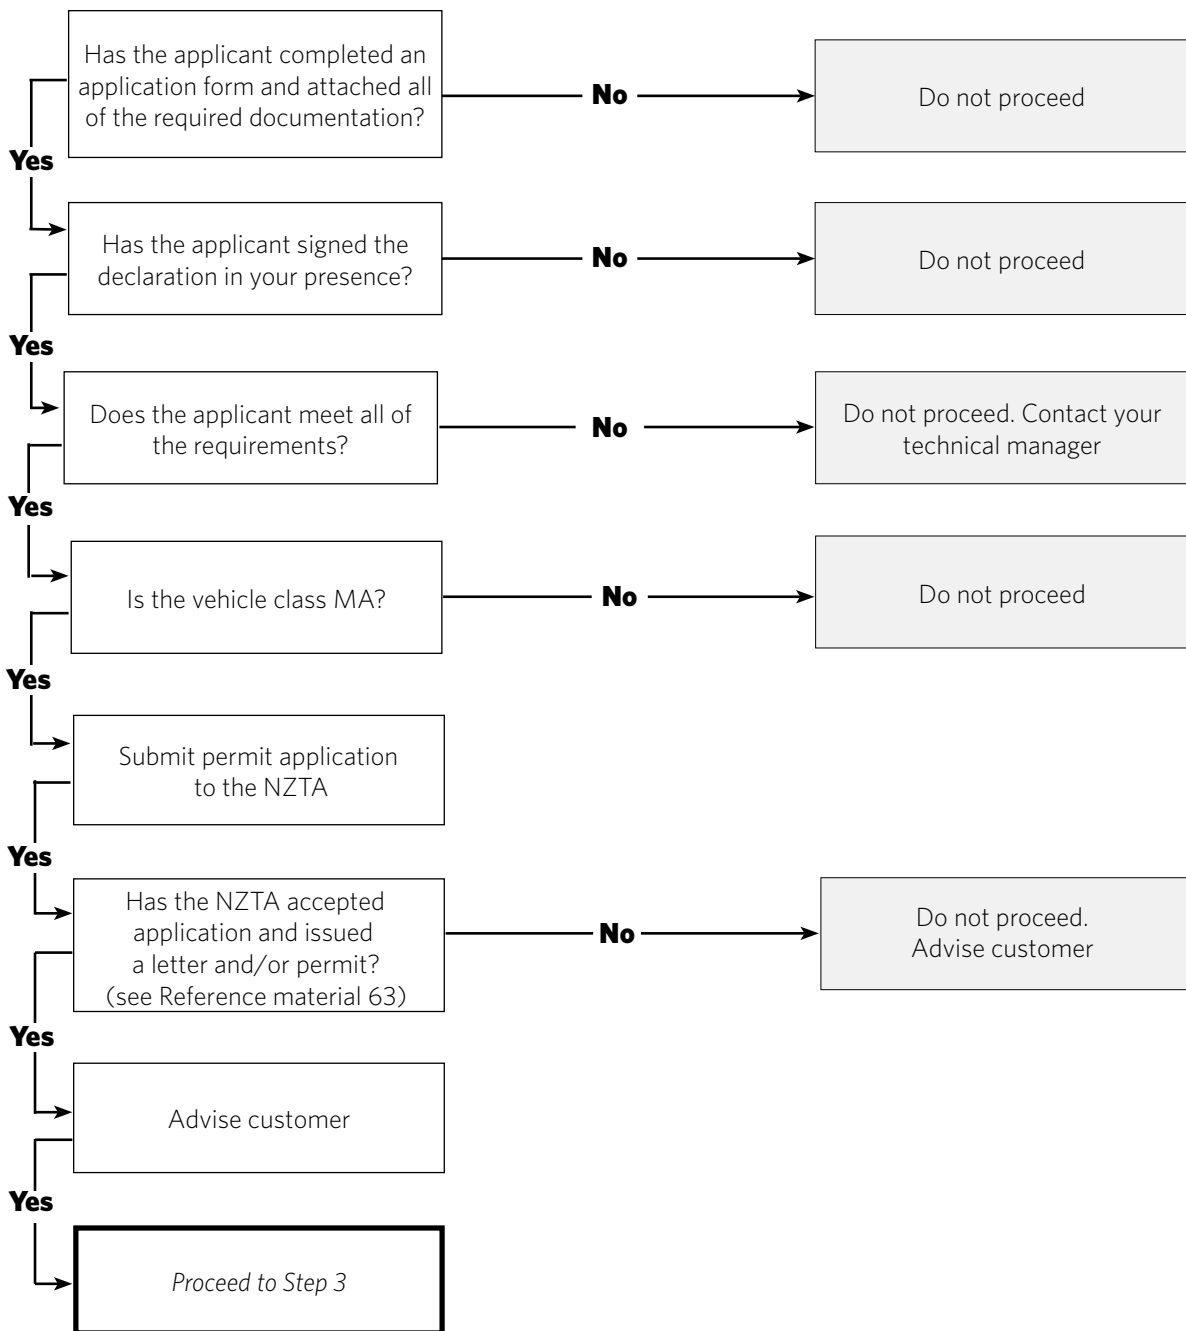 Has the applicant completed an
application form and attached all
of the required documentation?
No
Do not proceed
Yes
Has the applicant signed the
declaration in your presence?
No
Do not proceed
Yes
Does the applicant meet all of
the requirements?
No
Do not proceed. Contact your
technical manager
Yes
Is the vehicle class MA?
No
Do not proceed
Yes
Submit permit application
to the NZTA
Yes
Has the NZTA accepted
application and issued
a letter and/or permit?
(see Reference material 63)
No
Do not proceed.
Advise customer
Yes
Advise customer
Yes
Proceed to Step 3